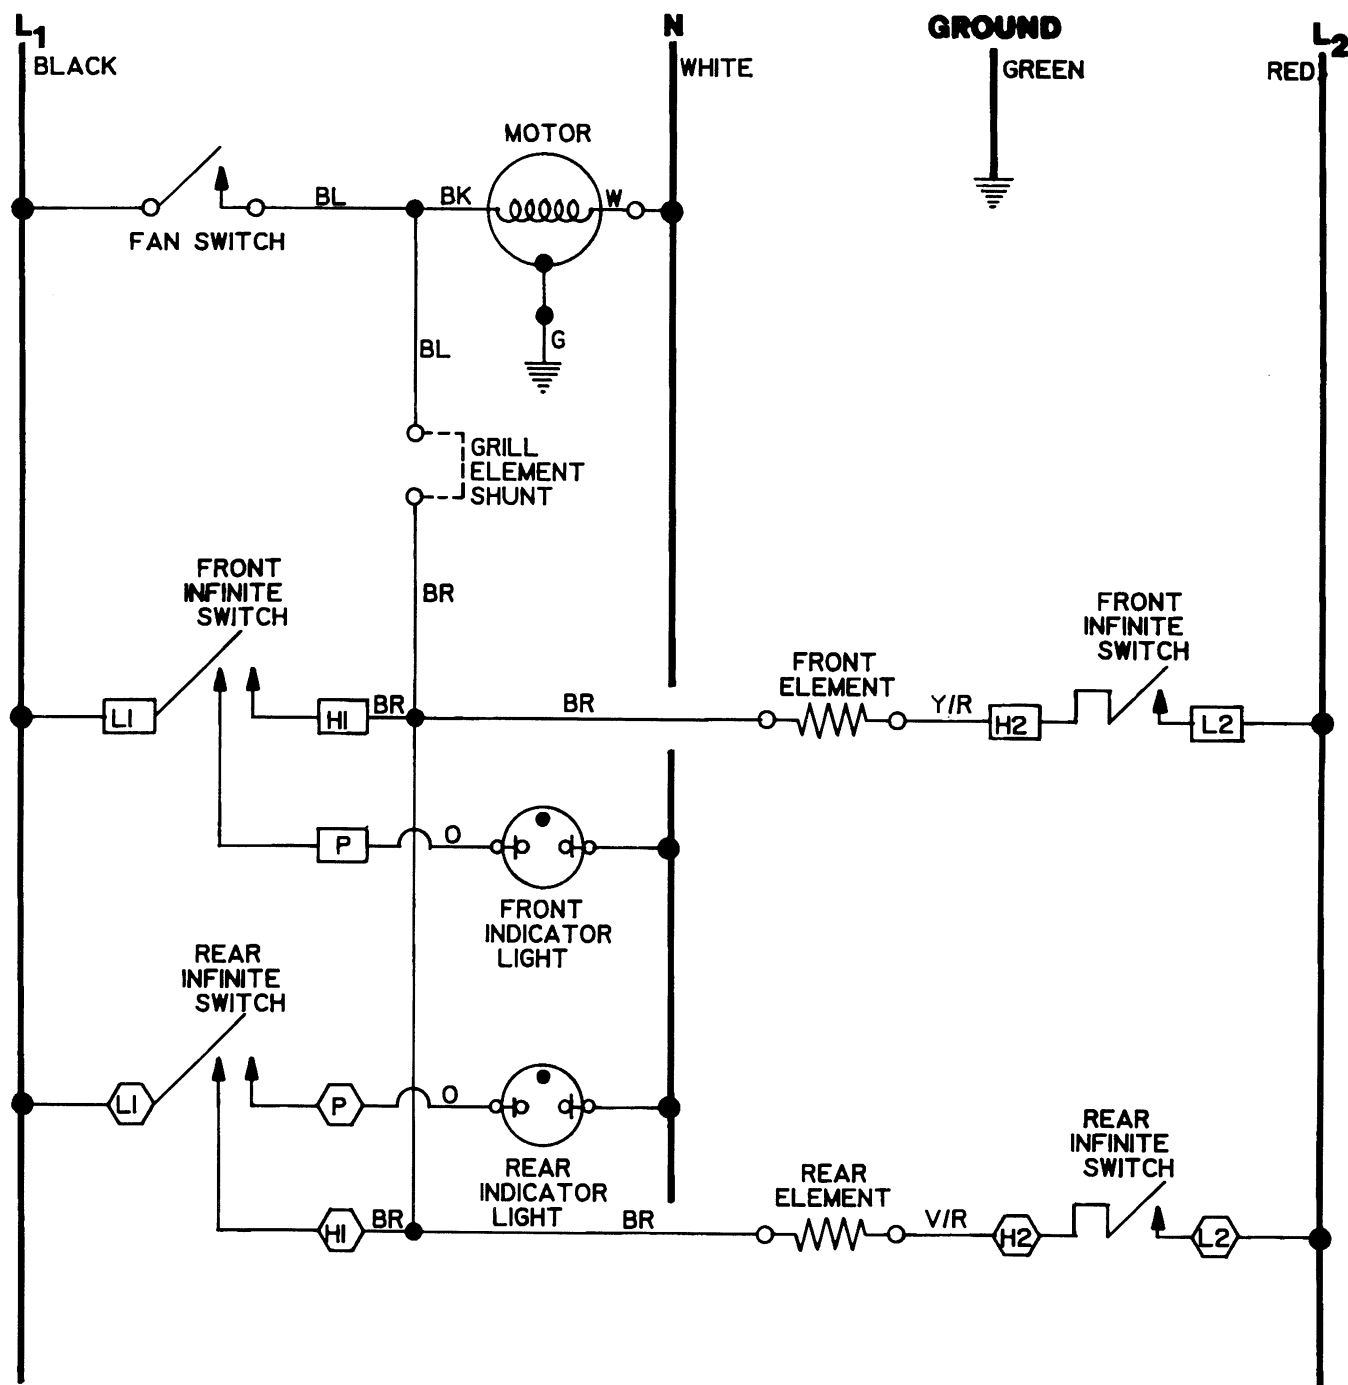 L1
N
GROUND
L2
BLACK
WHITE
GREEN
RED
MOTOR
BL
BK
W
FAN SWITCH
G
BL
GRILL
ELEMENT
SHUNT
FRONT
INFINITE
SWITCH
BR
FRONT
INFINITE
SWITCH
FRONT
ELEMENT
L1
H1
BR
BR
Y/R
H2
L2
P
O
FRONT
INDICATOR
LIGHT
REAR
INFINITE
SWITCH
L1
P
O
REAR
INDICATOR
LIGHT
REAR
INFINITE
SWITCH
REAR
ELEMENT
H1
BR
BR
V/R
H2
L2